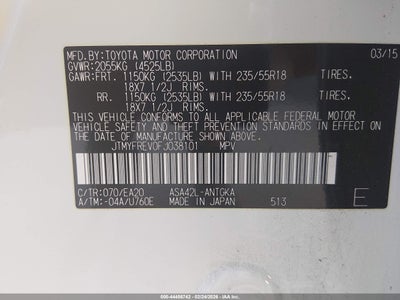 MFD.BY:TOYOTA MOTOR CORPORATION 03/15
GVWR:2055KG (4525LB)
GAWR:FRT. 1150KG (2535LB) WITH 235/55R18 TIRES.
18X7 1/2J RIMS.
RR. 1150KG (2535LB) WITH 235/55R18 TIRES.
18X7 1/2J RIMS.
THIS VEHICLE CONFORMS TO ALL APPLICABLE FEDERAL MOTOR
VEHICLE SAFETY STANDARDS IN EFFECT ON
THE DATE OF MANUFACTURE SHOWN ABOVE.
JTMYFREV0FJ038101 MPV
C/TR:070/EA20 ASA42L-ANTGKA
A/TM:-04A/U760E MADE IN JAPAN 513 E